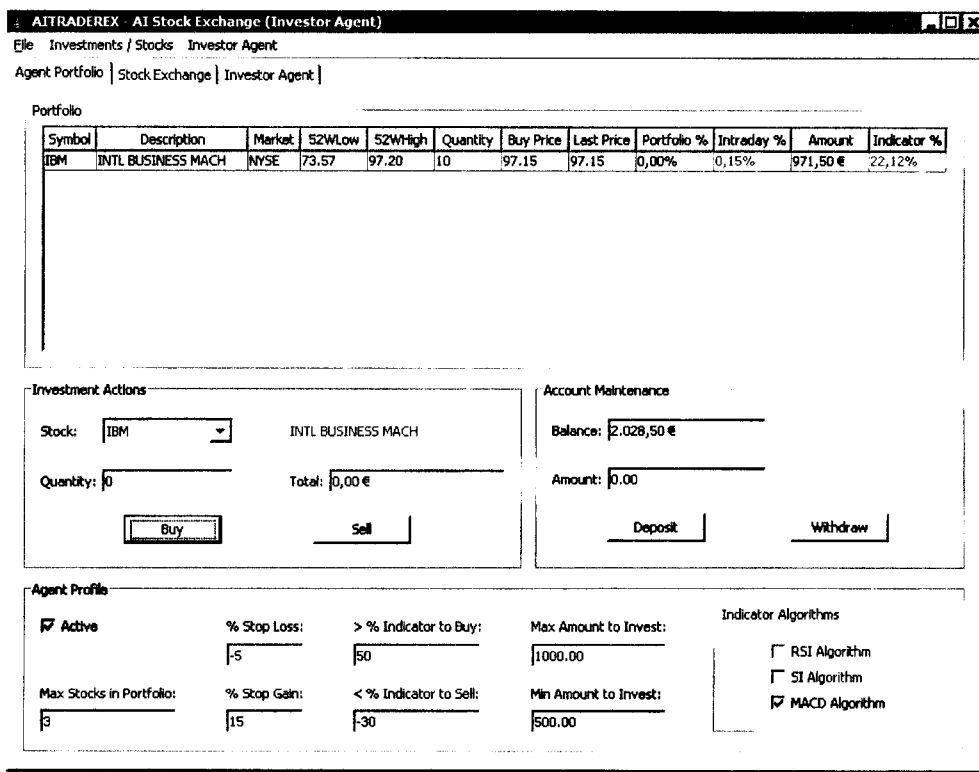 AITRADEREX - AI Stock Exchange (Investor Agent)
File Investments / Stocks Investor Agent
Agent Portfolio Stock Exchange Investor Agent
Portfolio
Symbol Description Market 52WLow 52WHigh Quantity Buy Price Last Price Portfolio % Intraday % Amount Indicator %
IBM INTL BUSINESS MACH NYSE 73.57 97.20 10 97.15 97.15 0,00% 0,15% 971,50 € 22,12%
Investment Actions Account Maintenance
Stock: IBM INTL BUSINESS MACH Balance: 2.028,50 €
Quantity: 0 Total: 0,00 € Amount: 0.00
Buy Sell Deposit Withdraw
Agent Profile
Indicator Algorithms
Active % Stop Loss: > % Indicator to Buy: Max Amount to Invest:
-5 50 1000.00 RSI Algorithm
SI Algorithm
Max Stocks in Portfolio: % Stop Gain: < % Indicator to Sell: Min Amount to Invest: MACD Algorithm
3 15 -30 500.00